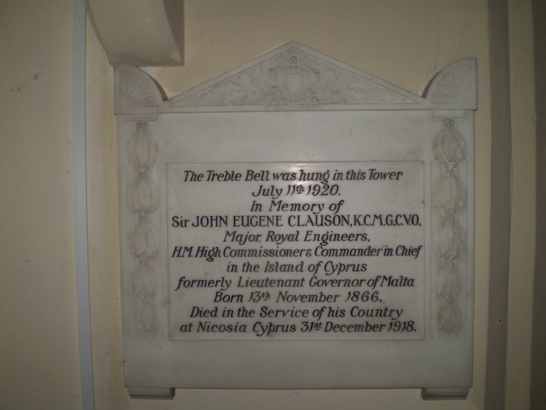 The Treble Bell was hung in this Tower
July 11th 1920.
In Memory of
Sir JOHN EUGENE CLAUSON, K.C.M.G.C.V.O.
Major. Royal Engineers,
H.M. High Commissioners Commander in Chief
in the Island of Cyprus
formerly Lieutenant Governor of Malta
Born 13th November 1866,
Died in the Service of his Country
at Nicosia Cyprus 31st December 1918.